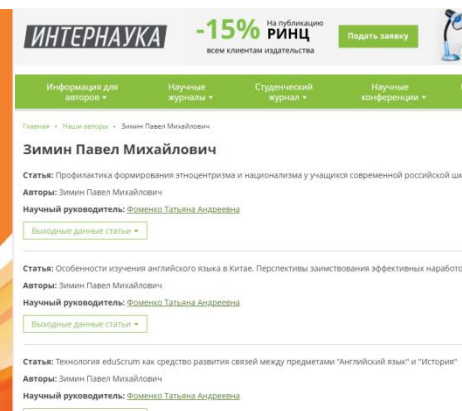 ИНТЕРНАУКА
-15% На публикацию
РИНЦ
всем клиентам издательства
Подать заявку
Информация для авторов
Научные журналы
Студенческий журнал
Научные конференции
Главная • Наши авторы • Зимин Павел Михайлович
Зимин Павел Михайлович
Статья: Профилактика формирования этноцентризма и национализма у учащихся современной российской
Авторы: Зимин Павел Михайлович
Научный руководитель: Фоменко Татьяна Андреевна
Выходные данные статьи
Статья: Особенности изучения английского языка в Китае. Перспективы заимствования эффективных
Авторы: Зимин Павел Михайлович
Научный руководитель: Фоменко Татьяна Андреевна
Выходные данные статьи
Статья: Технология eduScrum как средство развития связей между предметами "Английский язык" и "История"
Авторы: Зимин Павел Михайлович
Научный руководитель: Фоменко Татьяна Андреевна